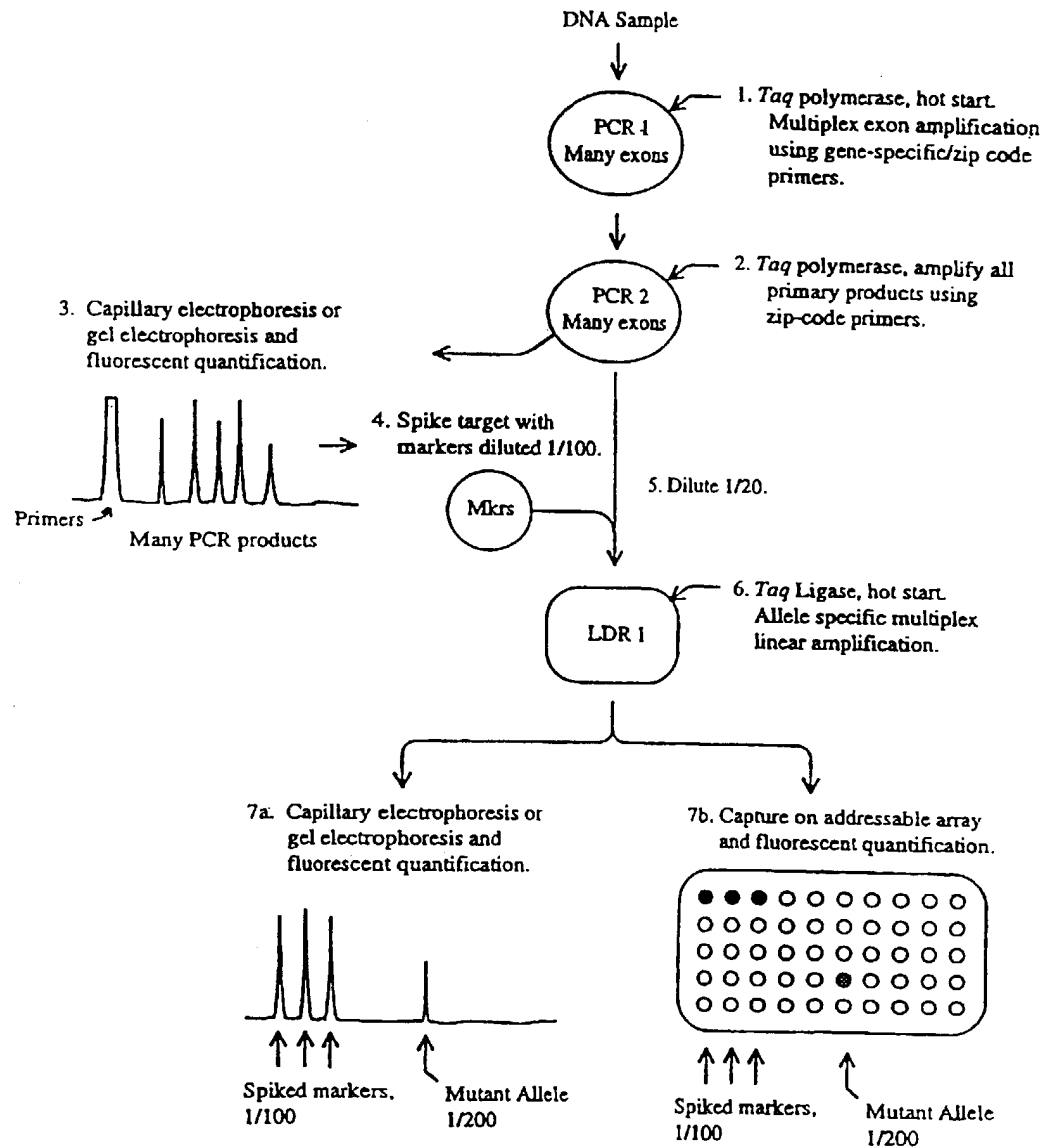 DNA Sample
1. Taq polymerase, hot start.
Multiplex exon amplification
using gene-specific/zip code
primers.
PCR 1
Many exons
2. Taq polymerase, amplify all
primary products using
zip-code primers.
PCR 2
Many exons
3. Capillary electrophoresis or
gel electrophoresis and
fluorescent quantification.
4. Spike target with
markers diluted 1/100.
5. Dilute 1/20.
Mkrs
Primers
Many PCR products
6. Taq Ligase, hot start.
Allele specific multiplex
linear amplification.
LDR 1
7a. Capillary electrophoresis or
gel electrophoresis and
fluorescent quantification.
7b. Capture on addressable array
and fluorescent quantification.
Spiked markers,
1/100
Mutant Allele
1/200
Spiked markers,
1/100
Mutant Allele
1/200